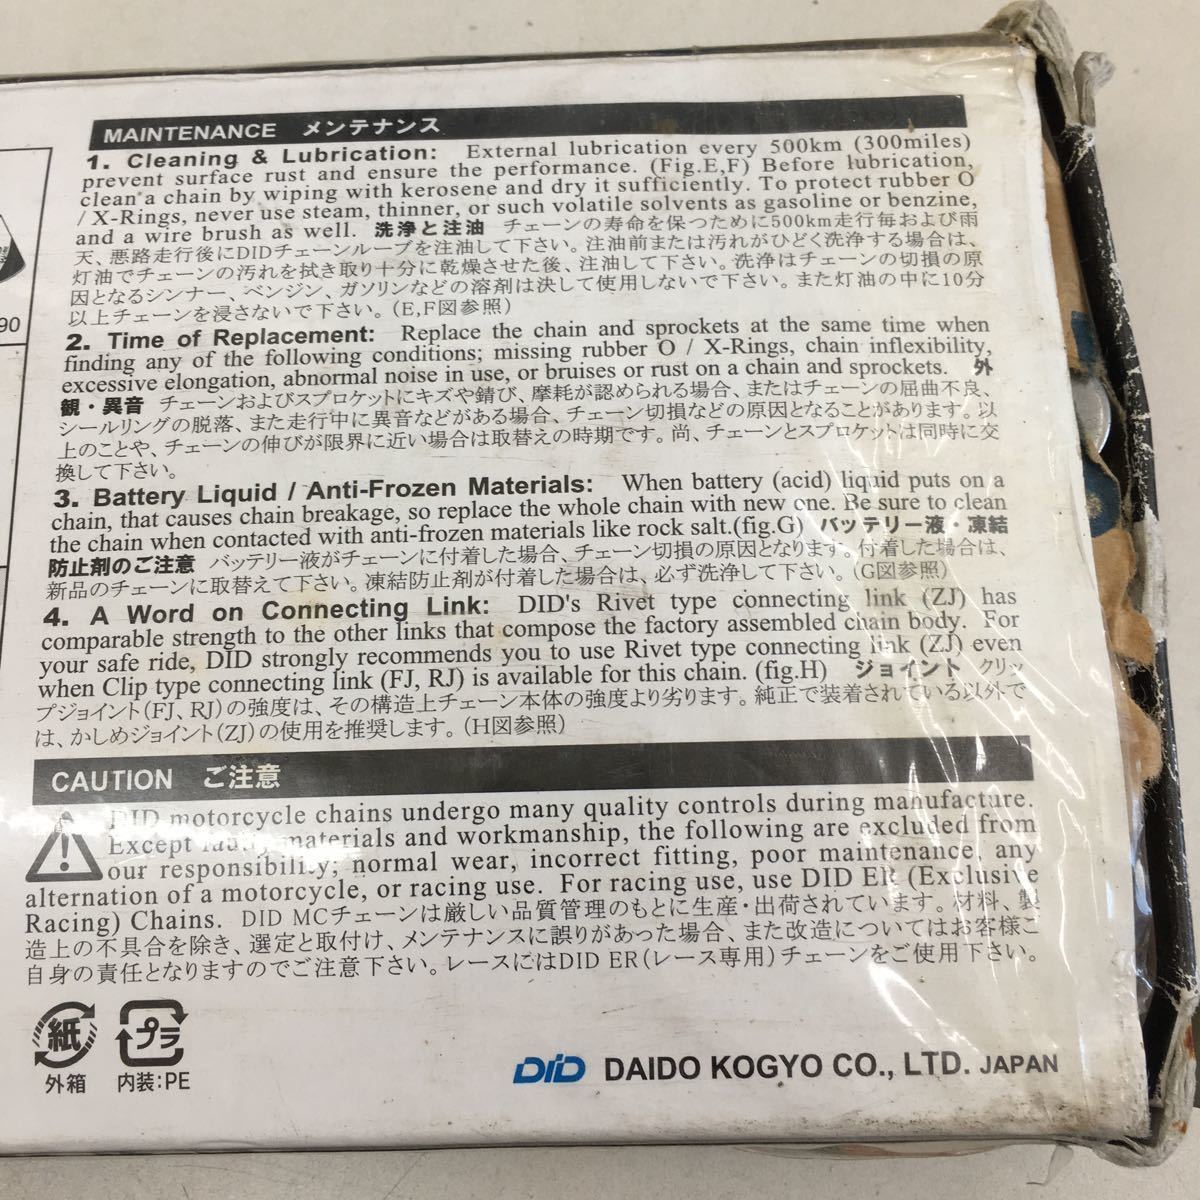 MAINTENANCE メンテナンス
1. Cleaning & Lubrication: External lubrication every 500km (300miles)
prevent surface rust and ensure the performance. (Fig.E,F) Before lubrication,
clean a chain by wiping with kerosene and dry it sufficiently. To protect rubber O
/ X-Rings, never use steam, thinner, or such volatile solvents as gasoline or benzine,
and a wire brush as well. 洗浄と注油 チェーンの寿命を保つために500km走行毎および雨
天、悪路走行後にDIDチェーンルーブを注油して下さい。注油前または汚れがひどく洗浄する場合は、
灯油でチェーンの汚れを拭き取り十分に乾燥させた後、注油して下さい。洗浄はチェーンの切損の原
因となるシンナー、ベンジン、ガソリンなどの溶剤は決して使用しないで下さい。また灯油の中に10分
以上チェーンを浸さないで下さい。(E,F図参照)
90
2. Time of Replacement: Replace the chain and sprockets at the same time when
finding any of the following conditions; missing rubber O / X-Rings, chain inflexibility,
excessive elongation, abnormal noise in use, or bruises or rust on a chain and sprockets. 外
観・異音 チェーンおよびスプロケットにキズや錆び、摩耗が認められる場合、またはチェーンの屈曲不良、
シールリングの脱落、また走行中に異音などがある場合、チェーン切損などの原因となることがあります。以
上のことや、チェーンの伸びが限界に近い場合は取替えの時期です。尚、チェーンとスプロケットは同時に交
換して下さい。
3. Battery Liquid / Anti-Frozen Materials: When battery (acid) liquid puts on a
chain, that causes chain breakage, so replace the whole chain with new one. Be sure to clean
the chain when contacted with anti-frozen materials like rock salt.(fig.G) バッテリー液・凍結
防止剤のご注意 バッテリー液がチェーンに付着した場合、チェーン切損の原因となります。付着した場合は、
新品のチェーンに取替えて下さい。凍結防止剤が付着した場合は、必ず洗浄して下さい。(G図参照)
4. A Word on Connecting Link: DID's Rivet type connecting link (ZJ) has
comparable strength to the other links that compose the factory assembled chain body. For
your safe ride, DID strongly recommends you to use Rivet type connecting link (ZJ) even
when Clip type connecting link (FJ, RJ) is available for this chain. (fig.H) ジョイント クリッ
プジョイント(FJ、RJ)の強度は、その構造上チェーン本体の強度より劣ります。純正で装着されている以外で
は、かしめジョイント(ZJ)の使用を推奨します。(H図参照)
CAUTION ご注意
DID motorcycle chains undergo many quality controls during manufacture.
Except faulty materials and workmanship, the following are excluded from
our responsibility; normal wear, incorrect fitting, poor maintenance, any
alternation of a motorcycle, or racing use. For racing use, use DID ER (Exclusive
Racing) Chains. DID MCチェーンは厳しい品質管理のもとに生産・出荷されています。材料、製
造上の不具合を除き、選定と取付け、メンテナンスに誤りがあった場合、また改造についてはお客様ご
自身の責任となりますのでご注意下さい。レースにはDID ER(レース専用)チェーンをご使用下さい。
紙
外箱
プラ
内装:PE
DID DAIDO KOGYO CO., LTD. JAPAN